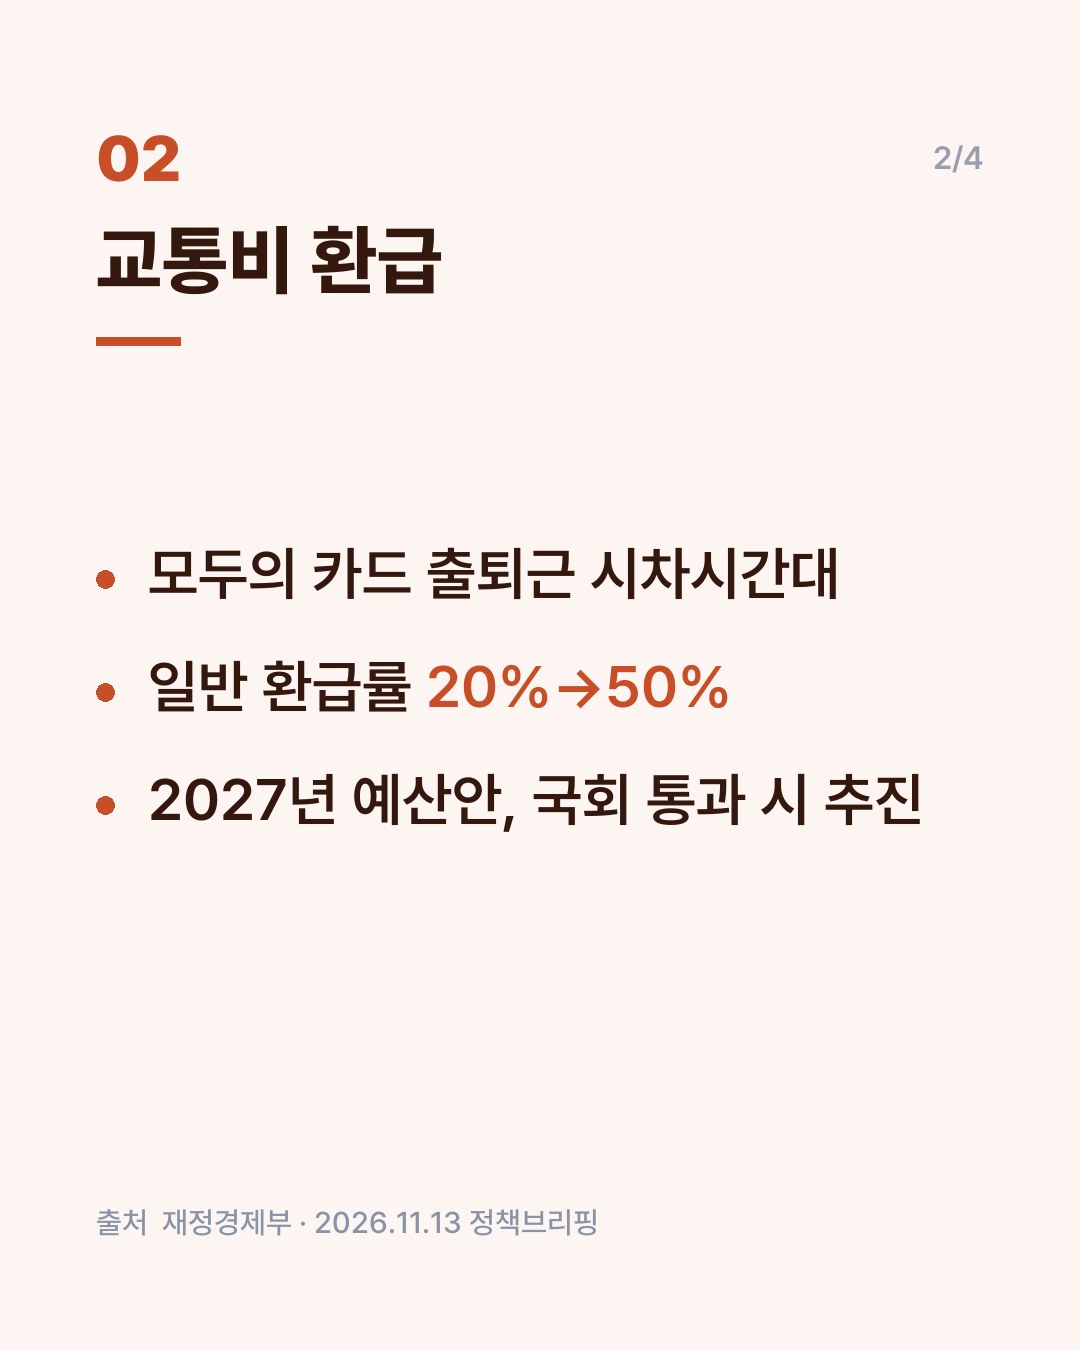 02
2/4
교통비 환급
모두의 카드 출퇴근 시차시간대
일반 환급률 20%→50%
2027년 예산안, 국회 통과 시 추진
출처 재정경제부 · 2026.11.13 정책브리핑